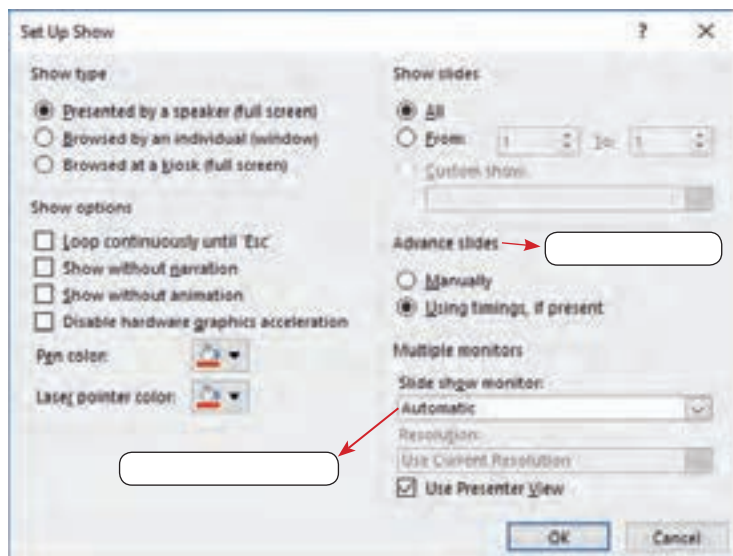 Set Up Show
?
Show type
Presented by a speaker (full screen)
Browsed by an individual (window)
Browsed at a kiosk (full screen)
Show options
Loop continuously until 'Esc'
Show without narration
Show without animation
Disable hardware graphics acceleration
Pen color:
Laser pointer color:
Show slides
All
From: 1 To: 1
Custom show:
Advance slides
Manually
Using timings, if present
Multiple monitors
Slide show monitor:
Automatic
Resolution:
Use Current Resolution
Use Presenter View
OK Cancel